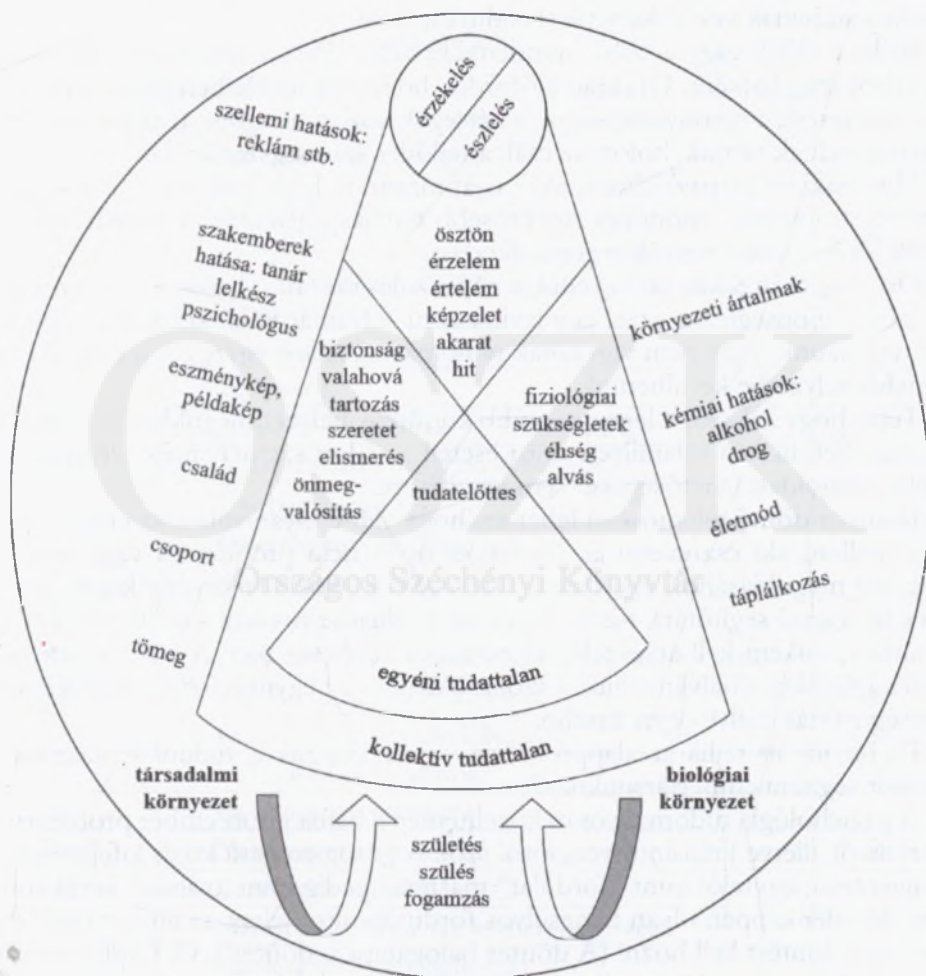 érzékelés
észlelés
szellemi hatások:
reklám stb.
szakemberek
hatása: tanár
lelkész
pszichológus
eszménykép,
példakép
család
csoport
tömeg
ösztön
érzelem
értelem
képzelet
akarat
hit
biztonság
valahová
tartozás
szeretet
elismerés
önmeg-
valósítás
fiziológiai
szükségletek
éhség
alvás
tudatelőttes
környezeti ártalmak
kémiai hatások:
alkohol
drog
életmód
táplálkozás
OSZK
Országos Széchényi Könyvtár
egyéni tudattalan
kollektív tudattalan
társadalmi
környezet
biológiai
környezet
születés
szülés
fogamzás